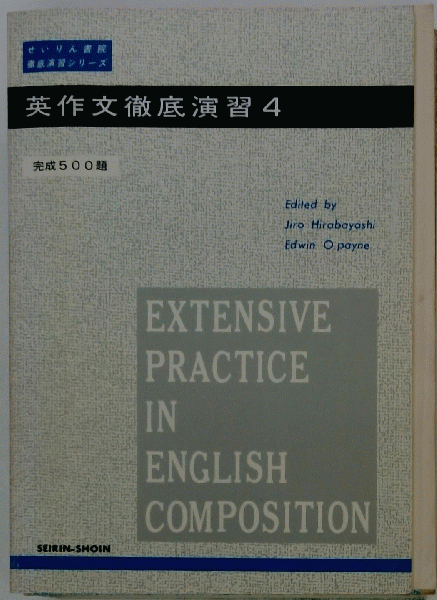 せいりん書院
徹底演習シリーズ
英作文徹底演習4
完成500題
Edited by
Jiro Hirabayashi
Edwin O payne
EXTENSIVE
PRACTICE
IN
ENGLISH
COMPOSITION
SEIRIN-SHOIN